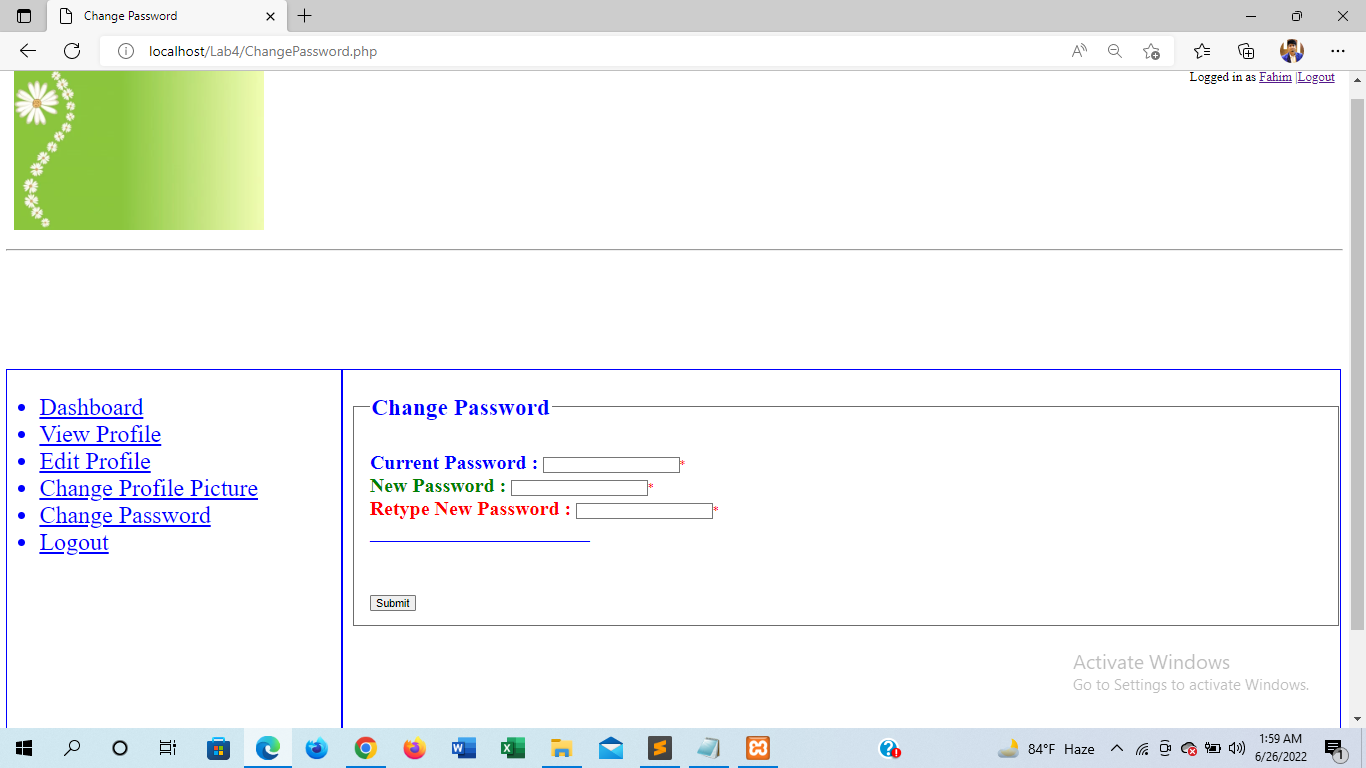 Change Password
localhost/Lab4/ChangePassword.php
Logged in as Fahim |Logout
Dashboard
View Profile
Edit Profile
Change Profile Picture
Change Password
Logout
Change Password
Current Password : *
New Password : *
Retype New Password : *
Submit
Activate Windows
Go to Settings to activate Windows.
84°F Haze
1:59 AM
6/26/2022
1